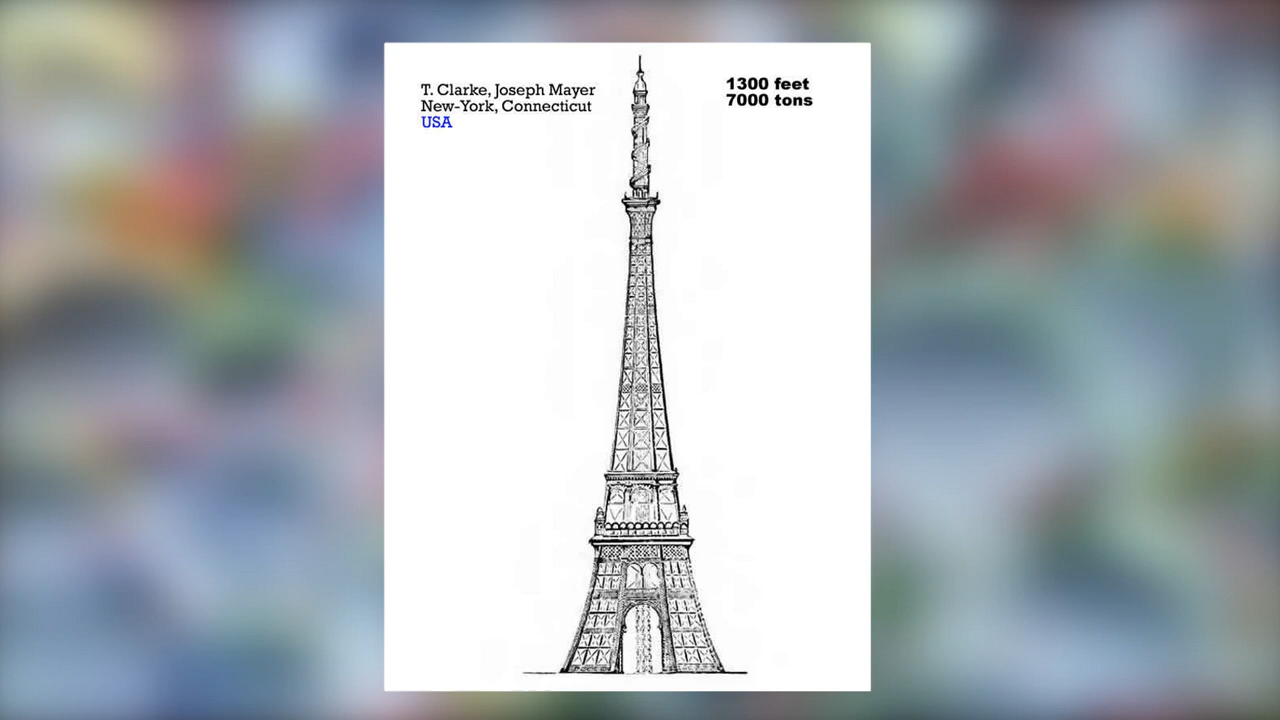 T. Clarke, Joseph Mayer
New-York, Connecticut
USA
1300 feet
7000 tons